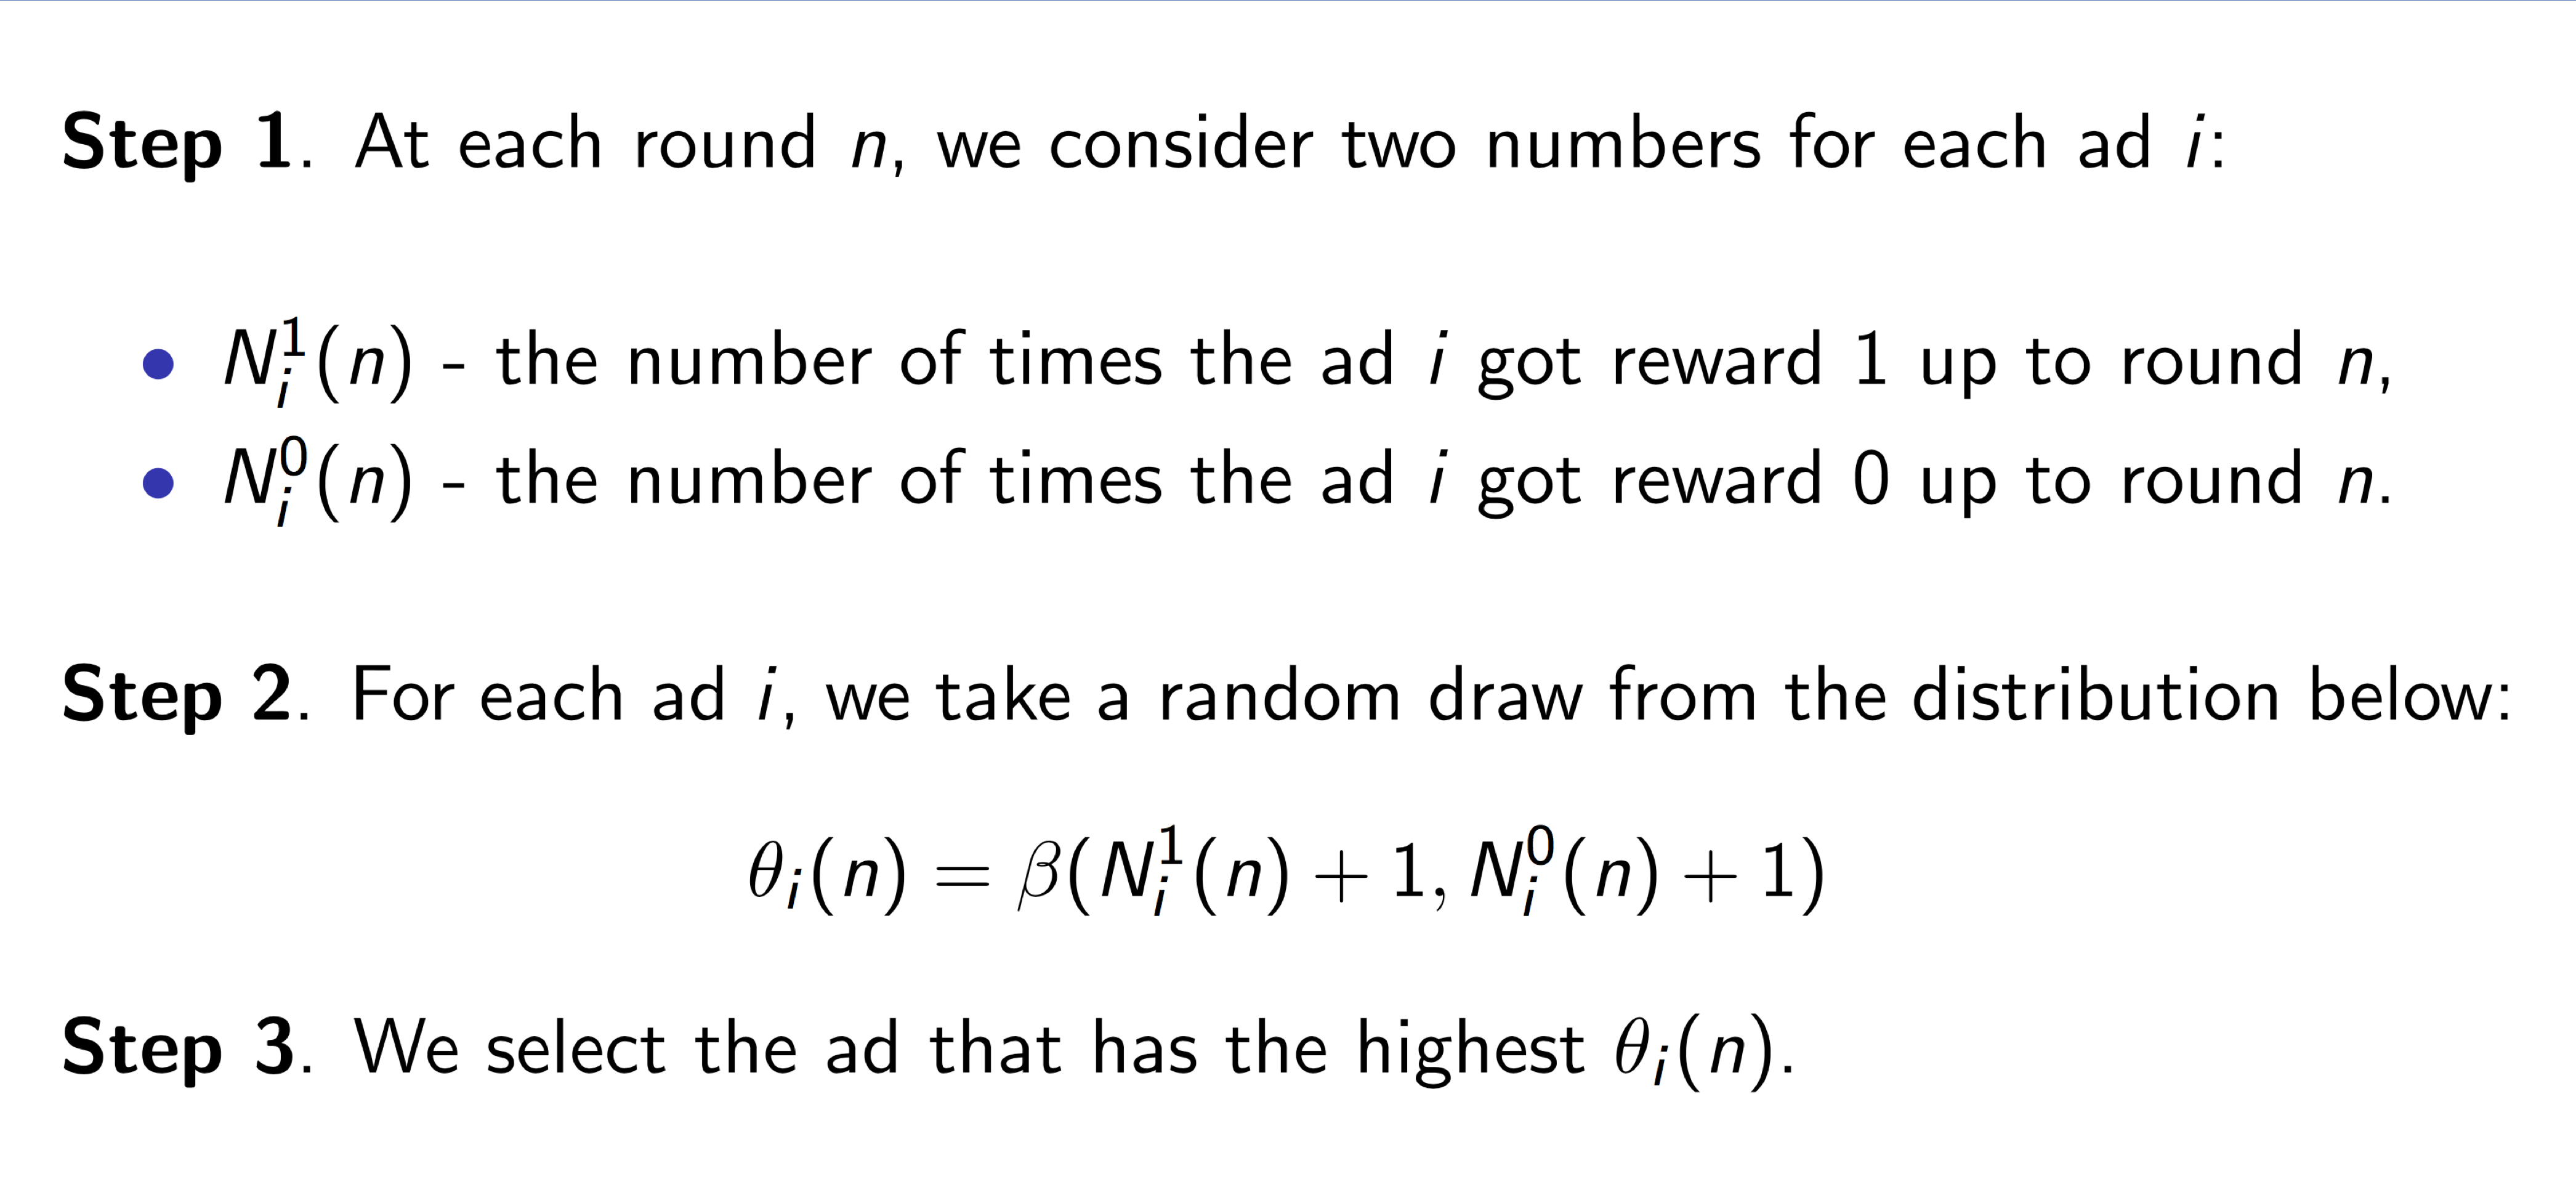 Step 1. At each round n, we consider two numbers for each ad i:
• N_i^1(n) - the number of times the ad i got reward 1 up to round n,
• N_i^0(n) - the number of times the ad i got reward 0 up to round n.
Step 2. For each ad i, we take a random draw from the distribution below:
θ_i(n) = β(N_i^1(n) + 1, N_i^0(n) + 1)
Step 3. We select the ad that has the highest θ_i(n).